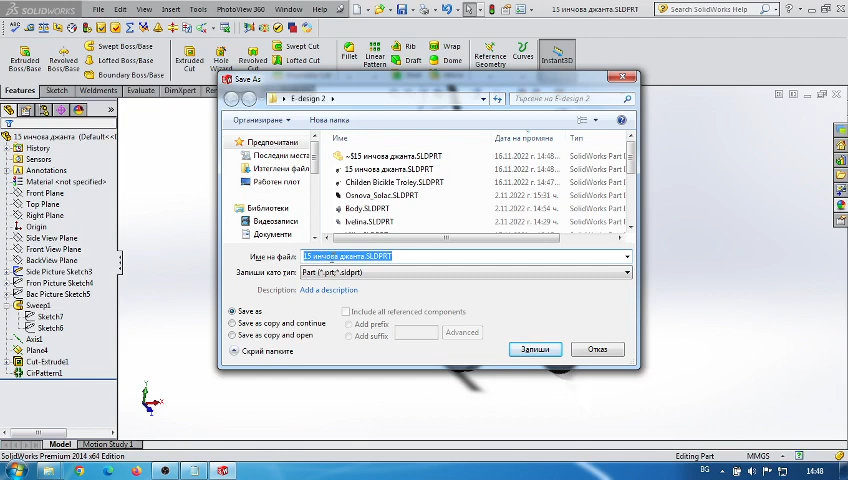 SOLIDWORKS
File Edit View Insert Tools PhotoView 360 Window Help
15 инчова джанта.SLDPRT
Search SolidWorks Help
Extruded Boss/Base
Revolved Boss/Base
Swept Boss/Base
Lofted Boss/Base
Boundary Boss/Base
Extruded Cut
Hole Wizard
Swept Cut
Lofted Cut
Fillet
Linear Pattern
Rib
Draft
Wrap
Dome
Reference Geometry
Curves
Instant3D
Features Sketch Weldments Evaluate DimXpert
15 инчова джанта (Default<<
History
Sensors
Annotations
Material <not specified>
Front Plane
Top Plane
Right Plane
Origin
Side View Plane
Fron View Plane
Back View Plane
Side Picture Sketch3
Fron Picture Sketch5
Bac Picture Sketch6
Sweep1
Sketch7
Sketch6
Axis1
Plane4
Cut-Extrude1
CirPattern1
Save As
E-design 2
Търсене на E-design 2
Организиране
Нова папка
Предпочитани
Последни места
Изтеглени файл
Работен плот
Библиотеки
Видеозаписи
Документи
Име Дата на промяна Тип
~$15 инчова джанта.SLDPRT 16.11.2022 г. 14:48... SolidWorks Part D
15 инчова джанта.SLDPRT 16.11.2022 г. 14:48... SolidWorks Part D
Childen Bicikle Troley.SLDPRT 16.11.2022 г. 14:47... SolidWorks Part D
Osnova_Solac.SLDPRT 2.11.2022 г. 15:31 ... SolidWorks Part D
Body.SLDPRT 2.11.2022 г. 14:54 ... SolidWorks Part D
Ivelina.SLDPRT 2.11.2022 г. 14:29 ... SolidWorks Part D
Име на файл: 15 инчова джанта.SLDPRT
Запиши като тип: Part (*.prt;*.sldprt)
Description: Add a description
Save as
Save as copy and continue
Save as copy and open
Include all referenced components
Add prefix
Add suffix
Advanced
Скрий папките
Запиши
Отказ
Y
X
Z
Model Motion Study 1
SolidWorks Premium 2014 x64 Edition
Editing Part
MMGS
BG
14:48